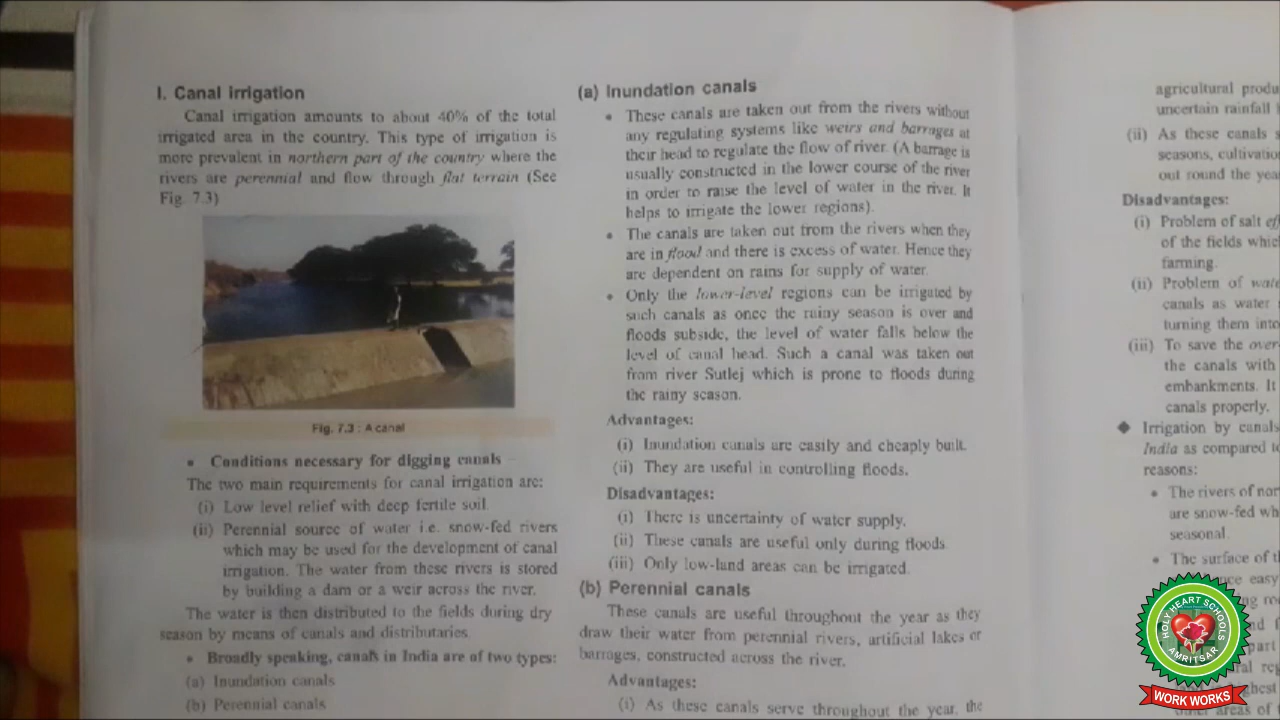 I. Canal irrigation
Canal irrigation amounts to about 40% of the total
irrigated area in the country. This type of irrigation is
more prevalent in northern part of the country where the
rivers are perennial and flow through flat terrain (See
Fig. 7.3)
Fig. 7.3 : A canal
• Conditions necessary for digging canals
The two main requirements for canal irrigation are:
(i) Low level relief with deep fertile soil.
(ii) Perennial source of water i.e. snow-fed rivers
which may be used for the development of canal
irrigation. The water from these rivers is stored
by building a dam or a weir across the river.
The water is then distributed to the fields during dry
season by means of canals and distributaries.
• Broadly speaking, canals in India are of two types:
(a) Inundation canals
(b) Perennial canals
(a) Inundation canals
• These canals are taken out from the rivers without
any regulating systems like weirs and barrages at
their head to regulate the flow of river. (A barrage is
usually constructed in the lower course of the river
in order to raise the level of water in the river. It
helps to irrigate the lower regions).
• The canals are taken out from the rivers when they
are in flood and there is excess of water. Hence they
are dependent on rains for supply of water.
• Only the lower-level regions can be irrigated by
such canals as once the rainy season is over and
floods subside, the level of water falls below the
level of canal head. Such a canal was taken out
from river Sutlej which is prone to floods during
the rainy season.
Advantages:
(i) Inundation canals are easily and cheaply built.
(ii) They are useful in controlling floods.
Disadvantages:
(i) There is uncertainty of water supply.
(ii) These canals are useful only during floods.
(iii) Only low-land areas can be irrigated.
(b) Perennial canals
These canals are useful throughout the year as they
draw their water from perennial rivers, artificial lakes or
barrages, constructed across the river.
Advantages:
(i) As these canals serve throughout the year, the
agricultural produ
uncertain rainfall
(ii) As these canals s
seasons, cultivatio
out round the yea
Disadvantages:
(i) Problem of salt ef
of the fields whic
farming.
(ii) Problem of wate
canals as water
turning them into
(iii) To save the over-
the canals with
embankments. It
canals properly.
◆ Irrigation by canals
India as compared to
reasons:
• The rivers of nor
are snow-fed wh
seasonal.
• The surface of t
nce easy
part
areas of
HOLY HEART SCHOOLS
AMRITSAR
WORK WORKS